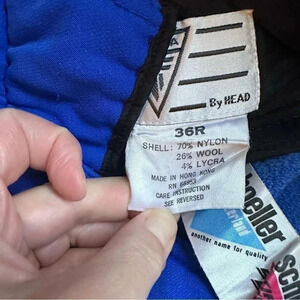 By HEAD
36R
SHELL: 70% NYLON
26% WOOL
4% LYCRA
MADE IN HONG KONG
RN 68953
CARE INSTRUCTION
SEE REVERSED
another name for quality